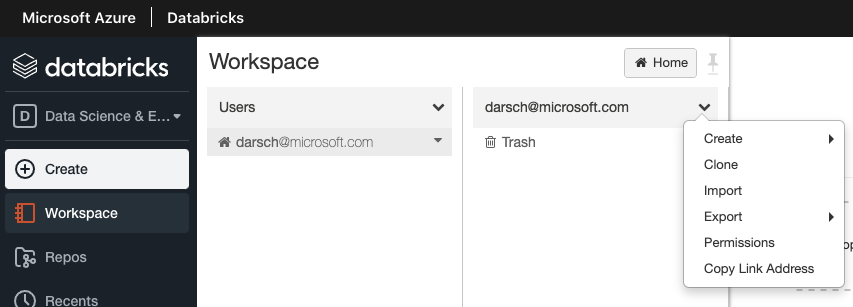 Microsoft Azure | Databricks
databricks
D Data Science & E...
Create
Workspace
Repos
Recents
Workspace
Home
Users
darsch@microsoft.com
darsch@microsoft.com
Trash
Create
Clone
Import
Export
Permissions
Copy Link Address